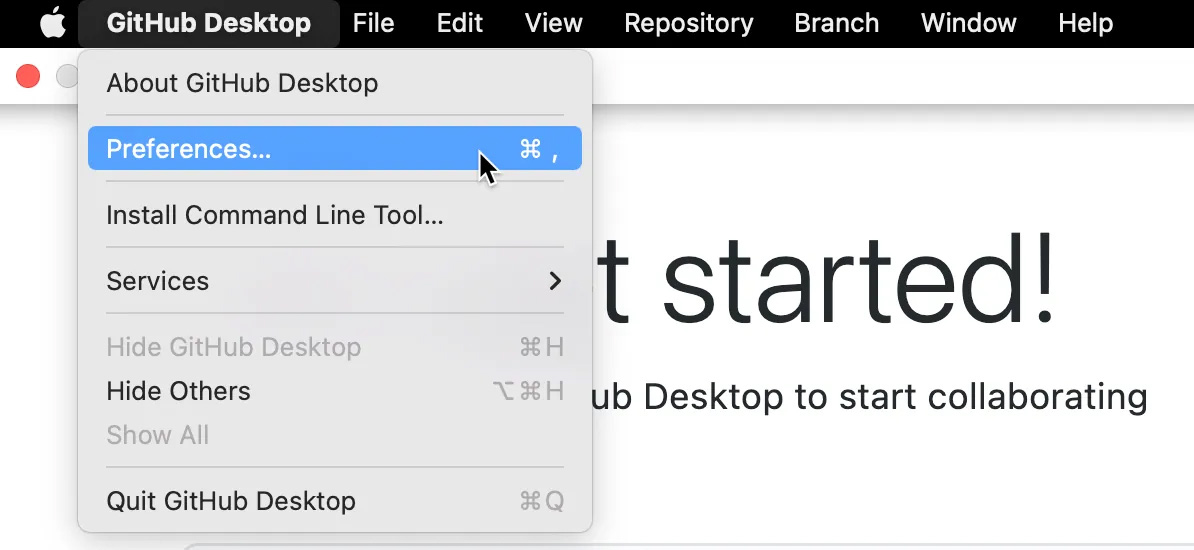 GitHub Desktop File Edit View Repository Branch Window Help
About GitHub Desktop
Preferences... ⌘ ,
Install Command Line Tool...
Services
t started!
Hide GitHub Desktop ⌘H
Hide Others ⌥⌘H
ub Desktop to start collaborating
Show All
Quit GitHub Desktop ⌘Q